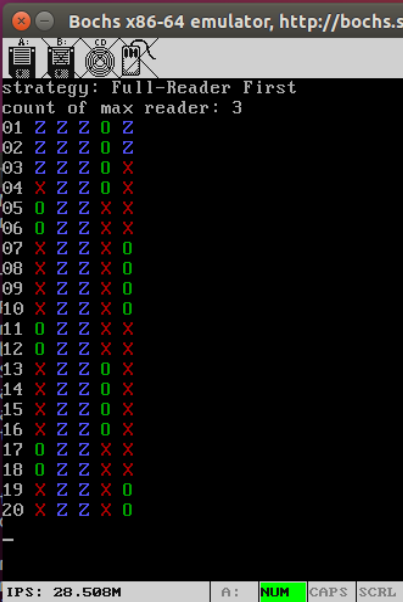 Bochs x86-64 emulator, http://bochs.s
A: B: CD
strategy: Full-Reader First
count of max reader: 3
01 Z Z Z O Z
02 Z Z Z O Z
03 Z Z Z O X
04 X Z Z O X
05 O Z Z X X
06 O Z Z X X
07 X Z Z X O
08 X Z Z X O
09 X Z Z X O
10 X Z Z X O
11 O Z Z X X
12 O Z Z X X
13 X Z Z O X
14 X Z Z O X
15 X Z Z O X
16 X Z Z O X
17 O Z Z X X
18 O Z Z X X
19 X Z Z X O
20 X Z Z X O
IPS: 28.508M A: NUM CAPS SCRL